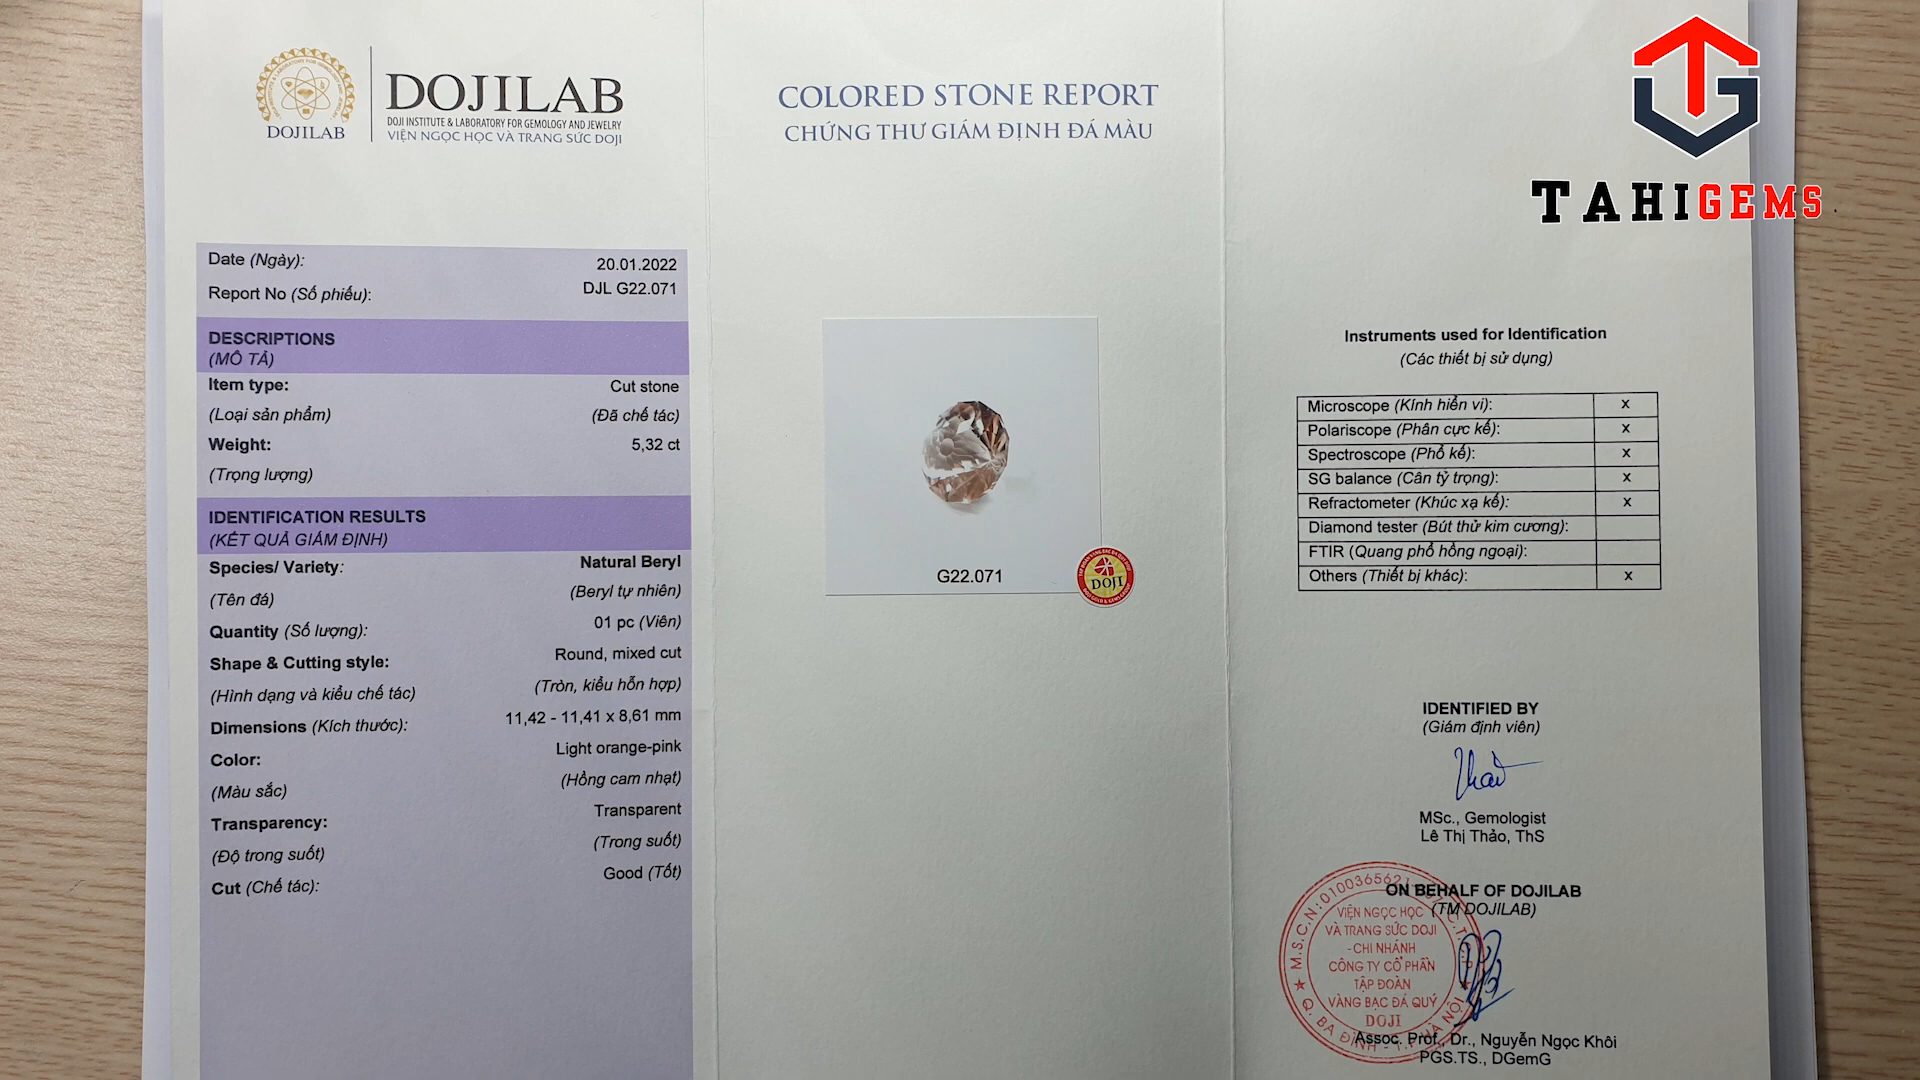 DOJILAB
DOJILAB
DOJI INSTITUTE & LABORATORY FOR GEMOLOGY AND JEWELRY
VIỆN NGỌC HỌC VÀ TRANG SỨC DOJI
Date (Ngày): 20.01.2022
Report No (Số phiếu): DJL G22.071
DESCRIPTIONS
(MÔ TẢ)
Item type: Cut stone
(Loại sản phẩm) (Đã chế tác)
Weight: 5,32 ct
(Trọng lượng)
IDENTIFICATION RESULTS
(KẾT QUẢ GIÁM ĐỊNH)
Species/ Variety: Natural Beryl
(Tên đá) (Beryl tự nhiên)
Quantity (Số lượng): 01 pc (Viên)
Shape & Cutting style: Round, mixed cut
(Hình dạng và kiểu chế tác) (Tròn, kiểu hỗn hợp)
Dimensions (Kích thước): 11,42 - 11,41 x 8,61 mm
Color: Light orange-pink
(Màu sắc) (Hồng cam nhạt)
Transparency: Transparent
(Độ trong suốt) (Trong suốt)
Cut (Chế tác): Good (Tốt)
COLORED STONE REPORT
CHỨNG THƯ GIÁM ĐỊNH ĐÁ MÀU
G22.071
DOJI
TAHIGEMS
Instruments used for Identification
(Các thiết bị sử dụng)
Microscope (Kính hiển vi): x
Polariscope (Phân cực kế): x
Spectroscope (Phổ kế): x
SG balance (Cân tỷ trọng): x
Refractometer (Khúc xạ kế): x
Diamond tester (Bút thử kim cương):
FTIR (Quang phổ hồng ngoại):
Others (Thiết bị khác): x
IDENTIFIED BY
(Giám định viên)
MSc., Gemologist
Lê Thị Thảo, ThS
ON BEHALF OF DOJILAB
(TM DOJILAB)
VIỆN NGỌC HỌC
VÀ TRANG SỨC DOJI
-CHI NHÁNH
CÔNG TY CỔ PHẦN
TẬP ĐOÀN
VÀNG BẠC ĐÁ QUÝ
DOJI
Assoc. Prof., Dr., Nguyễn Ngọc Khôi
PGS.TS., DGemG